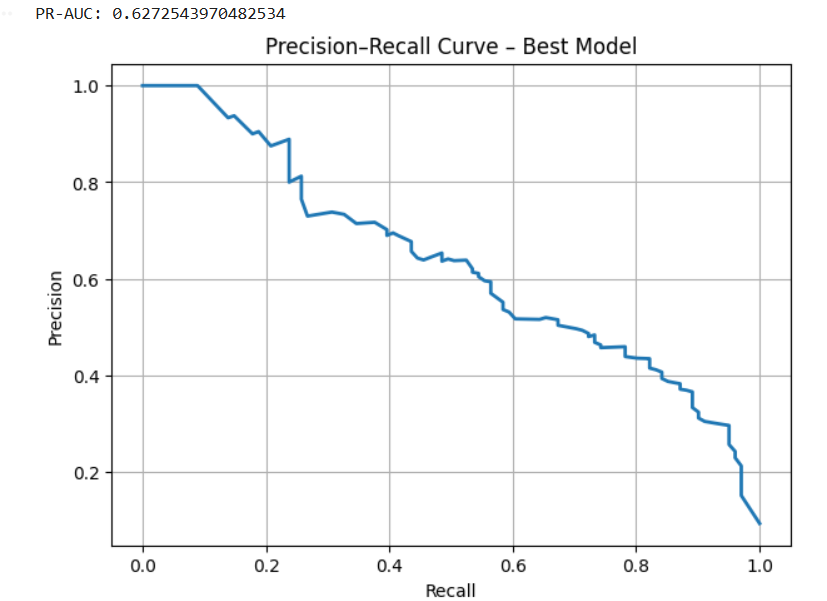 PR-AUC: 0.6272543970482534
Precision–Recall Curve – Best Model
1.0
0.8
0.6
0.4
0.2
Precision
0.0 0.2 0.4 0.6 0.8 1.0
Recall